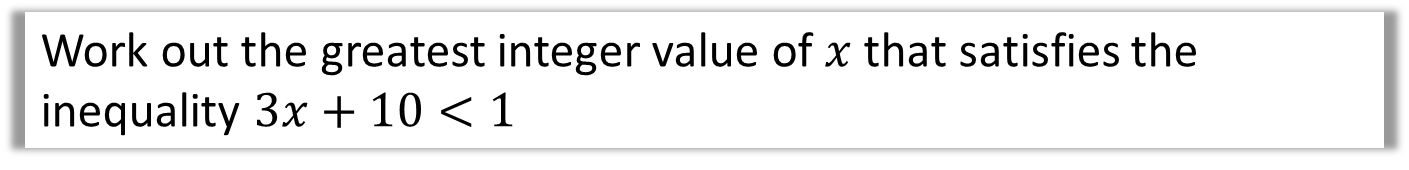 Work out the greatest integer value of 𝑥 that satisfies the
inequality 3𝑥 + 10 < 1